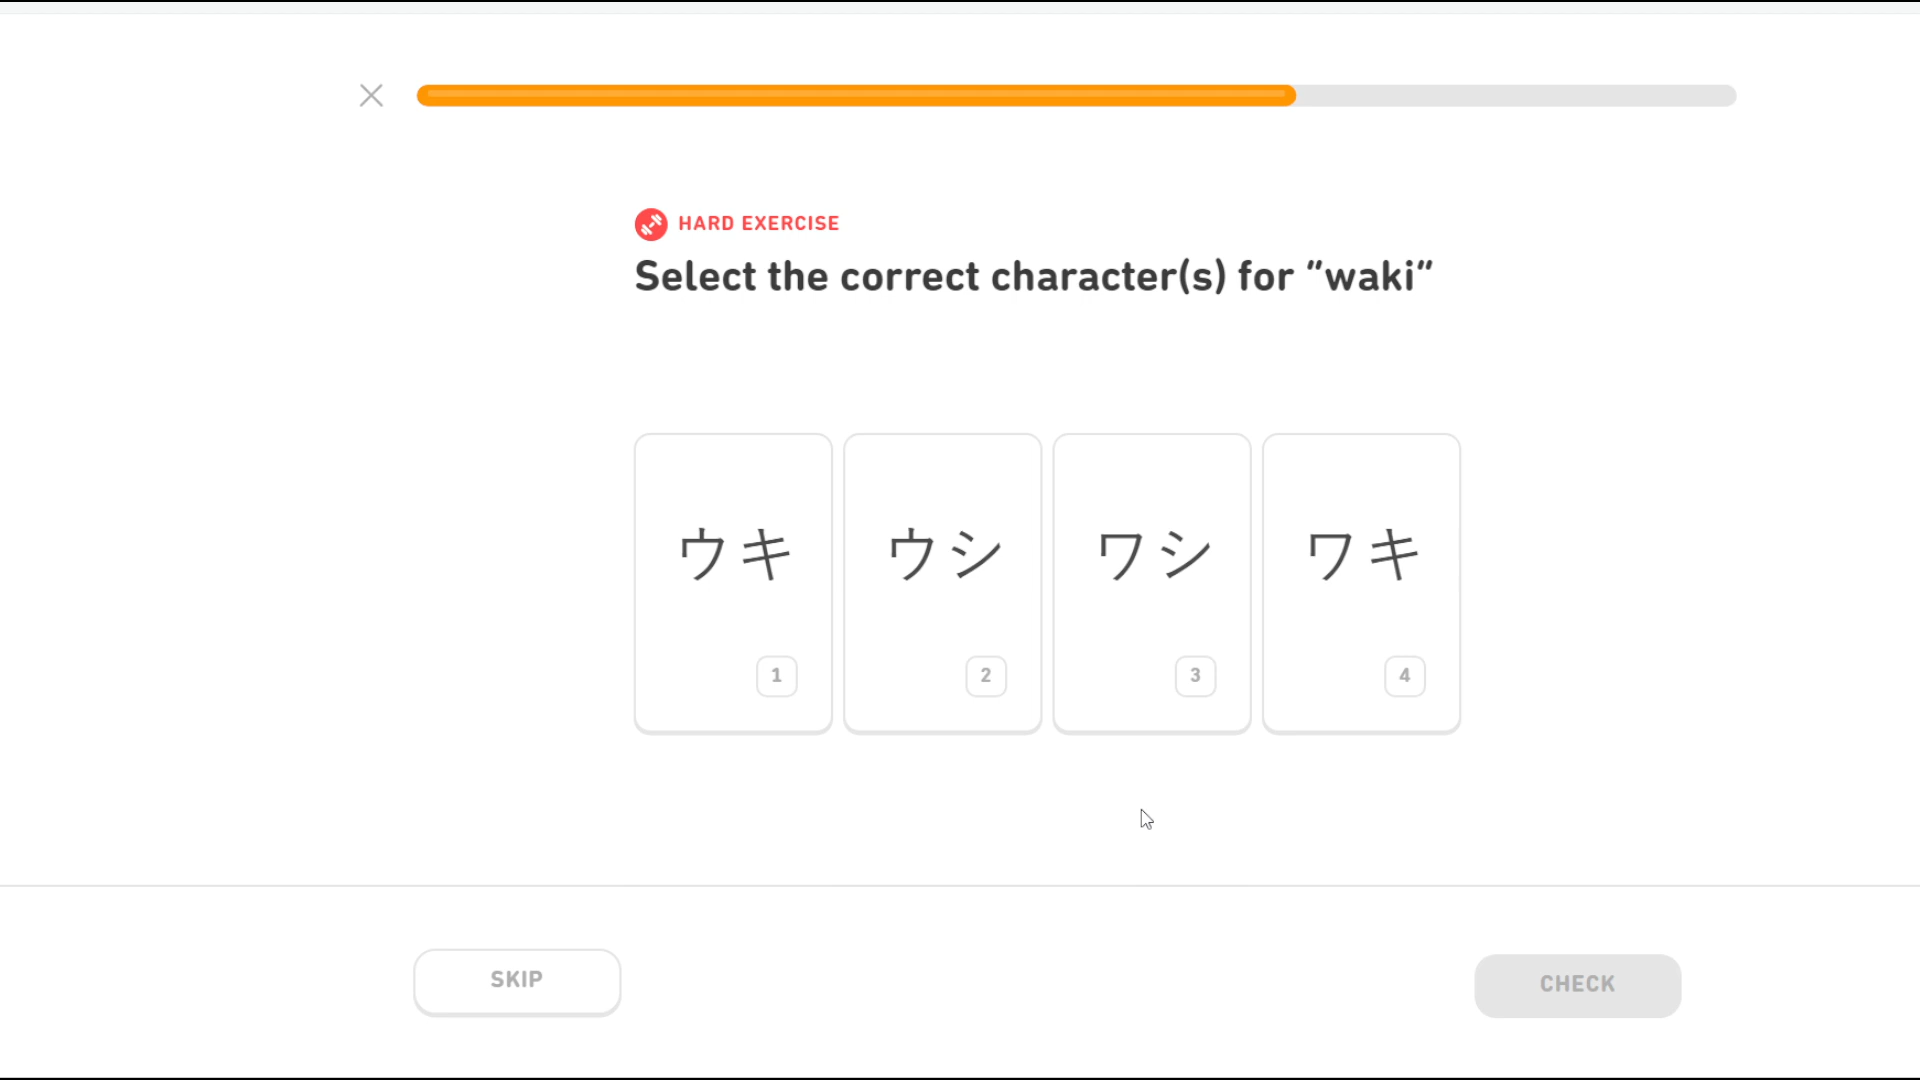 HARD EXERCISE
Select the correct character(s) for "waki"
ウキ
1
ウシ
2
ワシ
3
ワキ
4
SKIP
CHECK